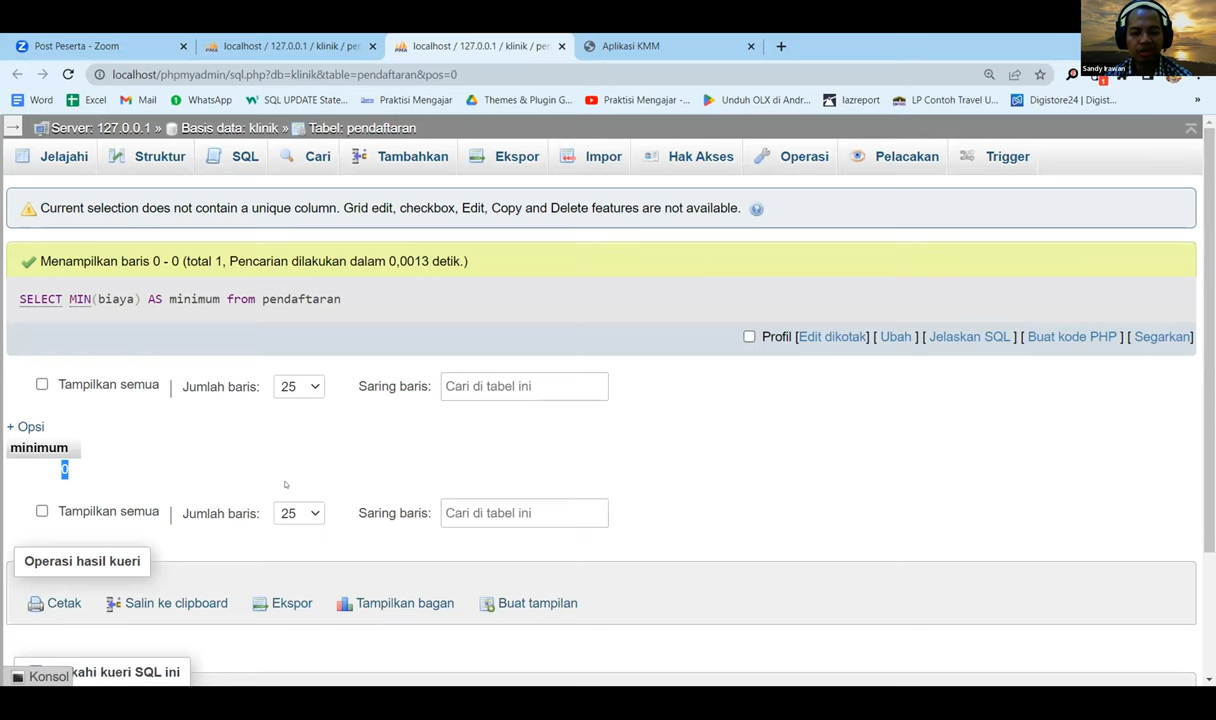 Post Peserta - Zoom
localhost / 127.0.0.1 / klinik / pe
localhost / 127.0.0.1 / klinik / pe
Aplikasi KMM
Sandy Irawan
localhost/phpmyadmin/sql.php?db=klinik&table=pendaftaran&pos=0
Word
Excel
Mail
WhatsApp
SQL UPDATE State...
Praktisi Mengajar
Themes & Plugin G...
Praktisi Mengajar -...
Unduh OLX di Andr...
lazreport
LP Contoh Travel U...
Digistore24 | Digist...
»
Server: 127.0.0.1 » Basis data: klinik » Tabel: pendaftaran
Jelajahi
Struktur
SQL
Cari
Tambahkan
Ekspor
Impor
Hak Akses
Operasi
Pelacakan
Trigger
Current selection does not contain a unique column. Grid edit, checkbox, Edit, Copy and Delete features are not available.
Menampilkan baris 0 - 0 (total 1, Pencarian dilakukan dalam 0,0013 detik.)
SELECT MIN(biaya) AS minimum from pendaftaran
Profil [Edit dikotak] [ Ubah ] [ Jelaskan SQL ] [ Buat kode PHP ] [ Segarkan]
Tampilkan semua | Jumlah baris: 25 Saring baris: Cari di tabel ini
+ Opsi
minimum
0
Tampilkan semua | Jumlah baris: 25 Saring baris: Cari di tabel ini
Operasi hasil kueri
Cetak
Salin ke clipboard
Ekspor
Tampilkan bagan
Buat tampilan
kahi kueri SQL ini
Konsol